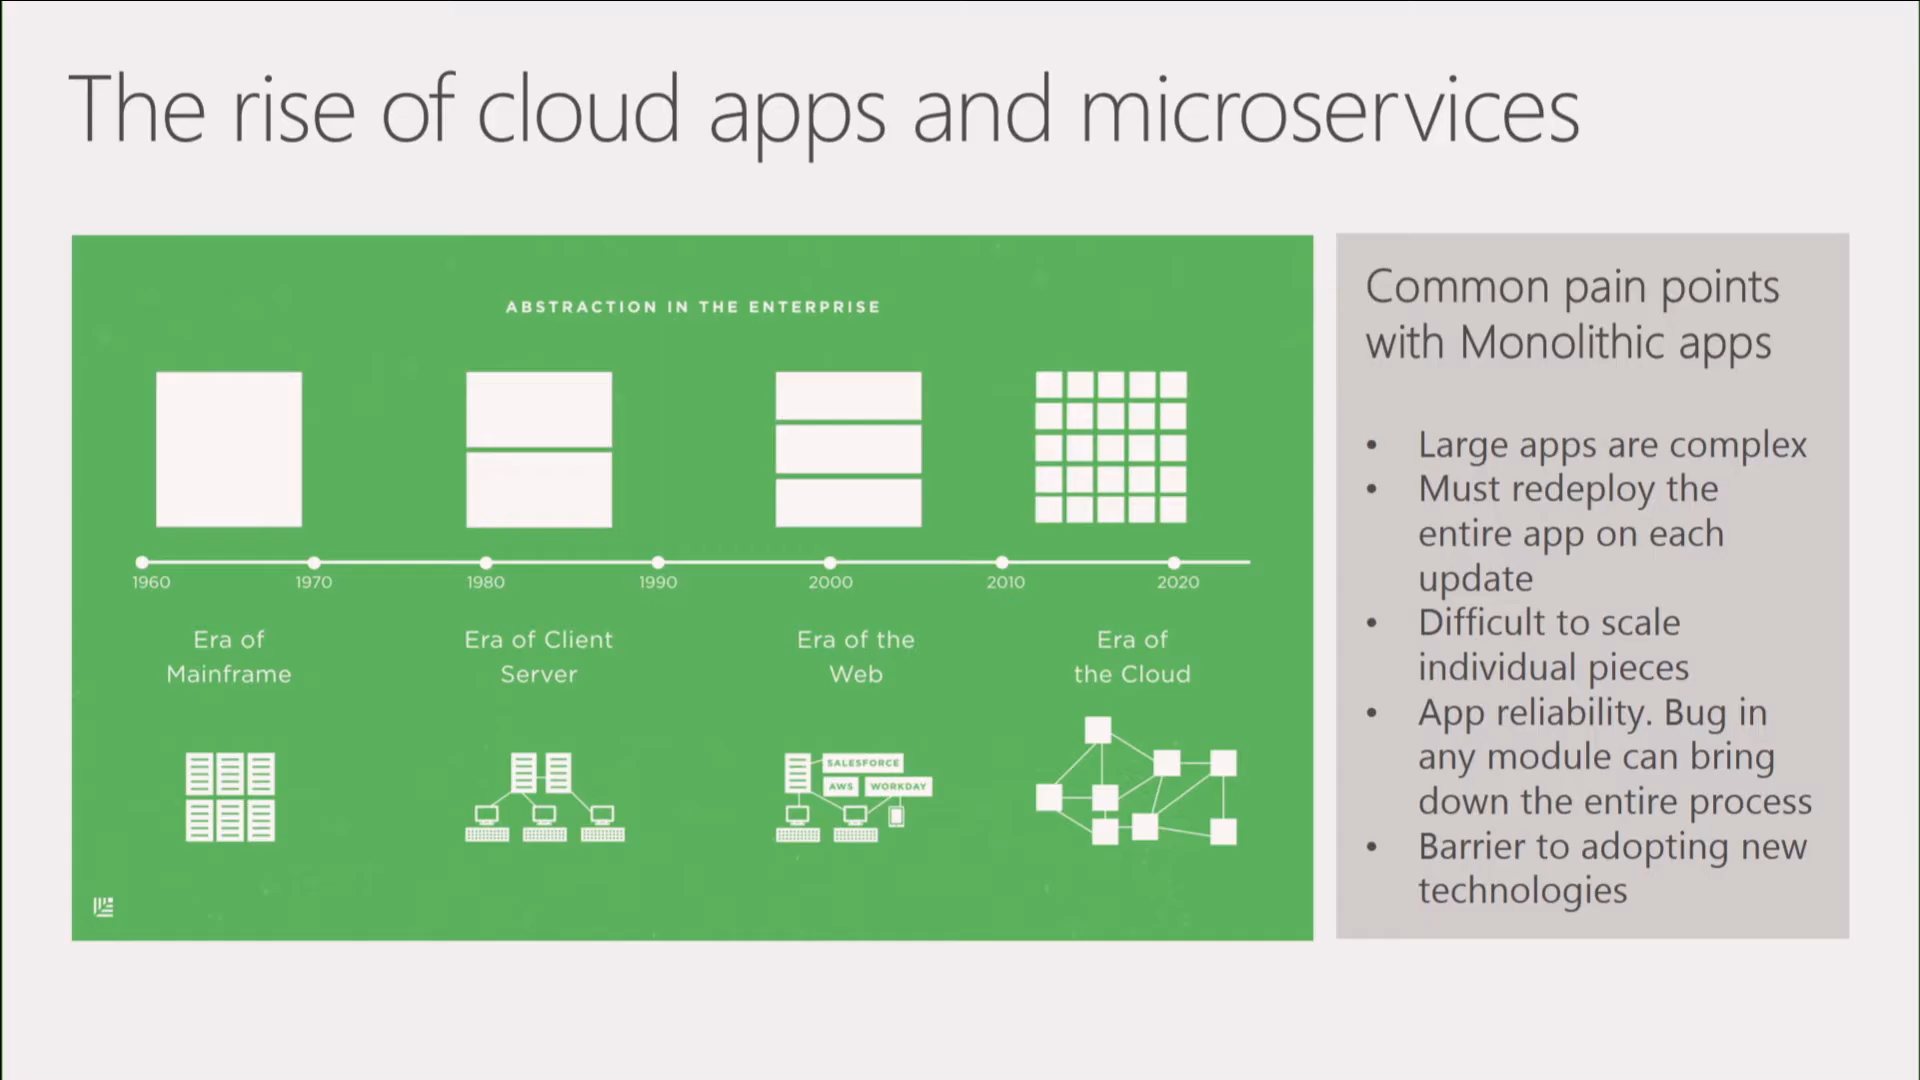 The rise of cloud apps and microservices
ABSTRACTION IN THE ENTERPRISE
1960
1970
1980
1990
2000
2010
2020
Era of
Mainframe
Era of Client
Server
Era of the
Web
Era of
the Cloud
SALESFORCE
AWS
WORKDAY
Common pain points
with Monolithic apps
• Large apps are complex
• Must redeploy the
entire app on each
update
• Difficult to scale
individual pieces
• App reliability. Bug in
any module can bring
down the entire process
• Barrier to adopting new
technologies